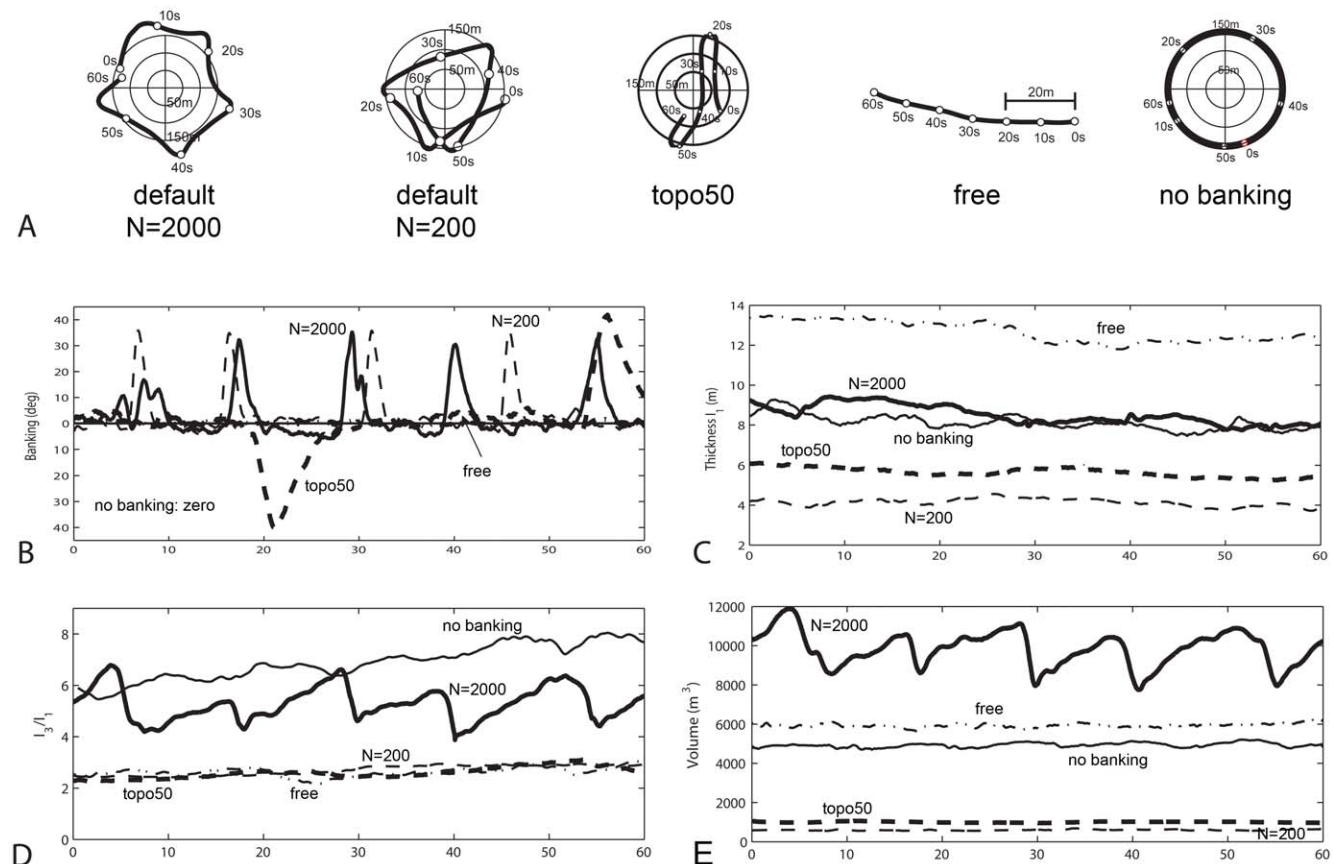 10s
20s
0s
60s
50m
30s
50s
150m
40s
default
N=2000
A
150m
30s
60s
50m
40s
20s
0s
10s
50s
default
N=200
20s
30s
10s
150m
50m
60s
40s
0s
50s
topo50
20m
60s
50s
40s
30s
20s
10s
0s
free
150m
30s
20s
50m
60s
40s
10s
50s
0s
no banking
B
Banking (deg)
40
30
20
10
0
10
20
30
40
N=2000
N=200
topo50
free
no banking: zero
0 10 20 30 40 50 60
C
Thickness I1 (m)
14
12
10
8
6
4
2
free
N=2000
no banking
topo50
N=200
0 10 20 30 40 50 60
D
I3/I1
8
6
4
2
0
no banking
N=2000
N=200
topo50
free
0 10 20 30 40 50 60
E
Volume (m3)
12000
10000
8000
6000
4000
2000
0
N=2000
free
no banking
topo50
N=200
0 10 20 30 40 50 60